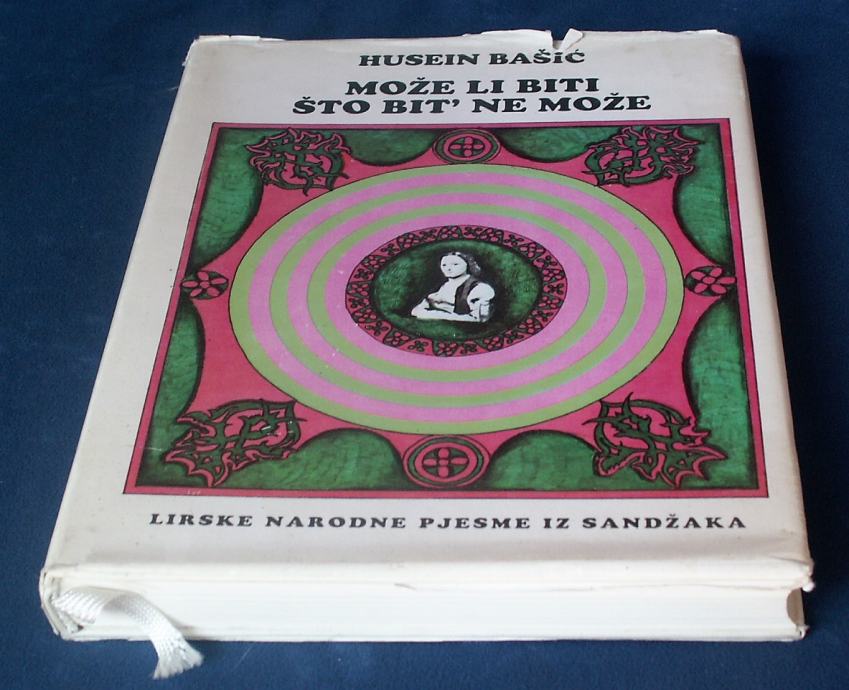 HUSEIN BAŠIĆ
MOŽE LI BITI
ŠTO BIT' NE MOŽE
LIRSKE NARODNE PJESME IZ SANDŽAKA